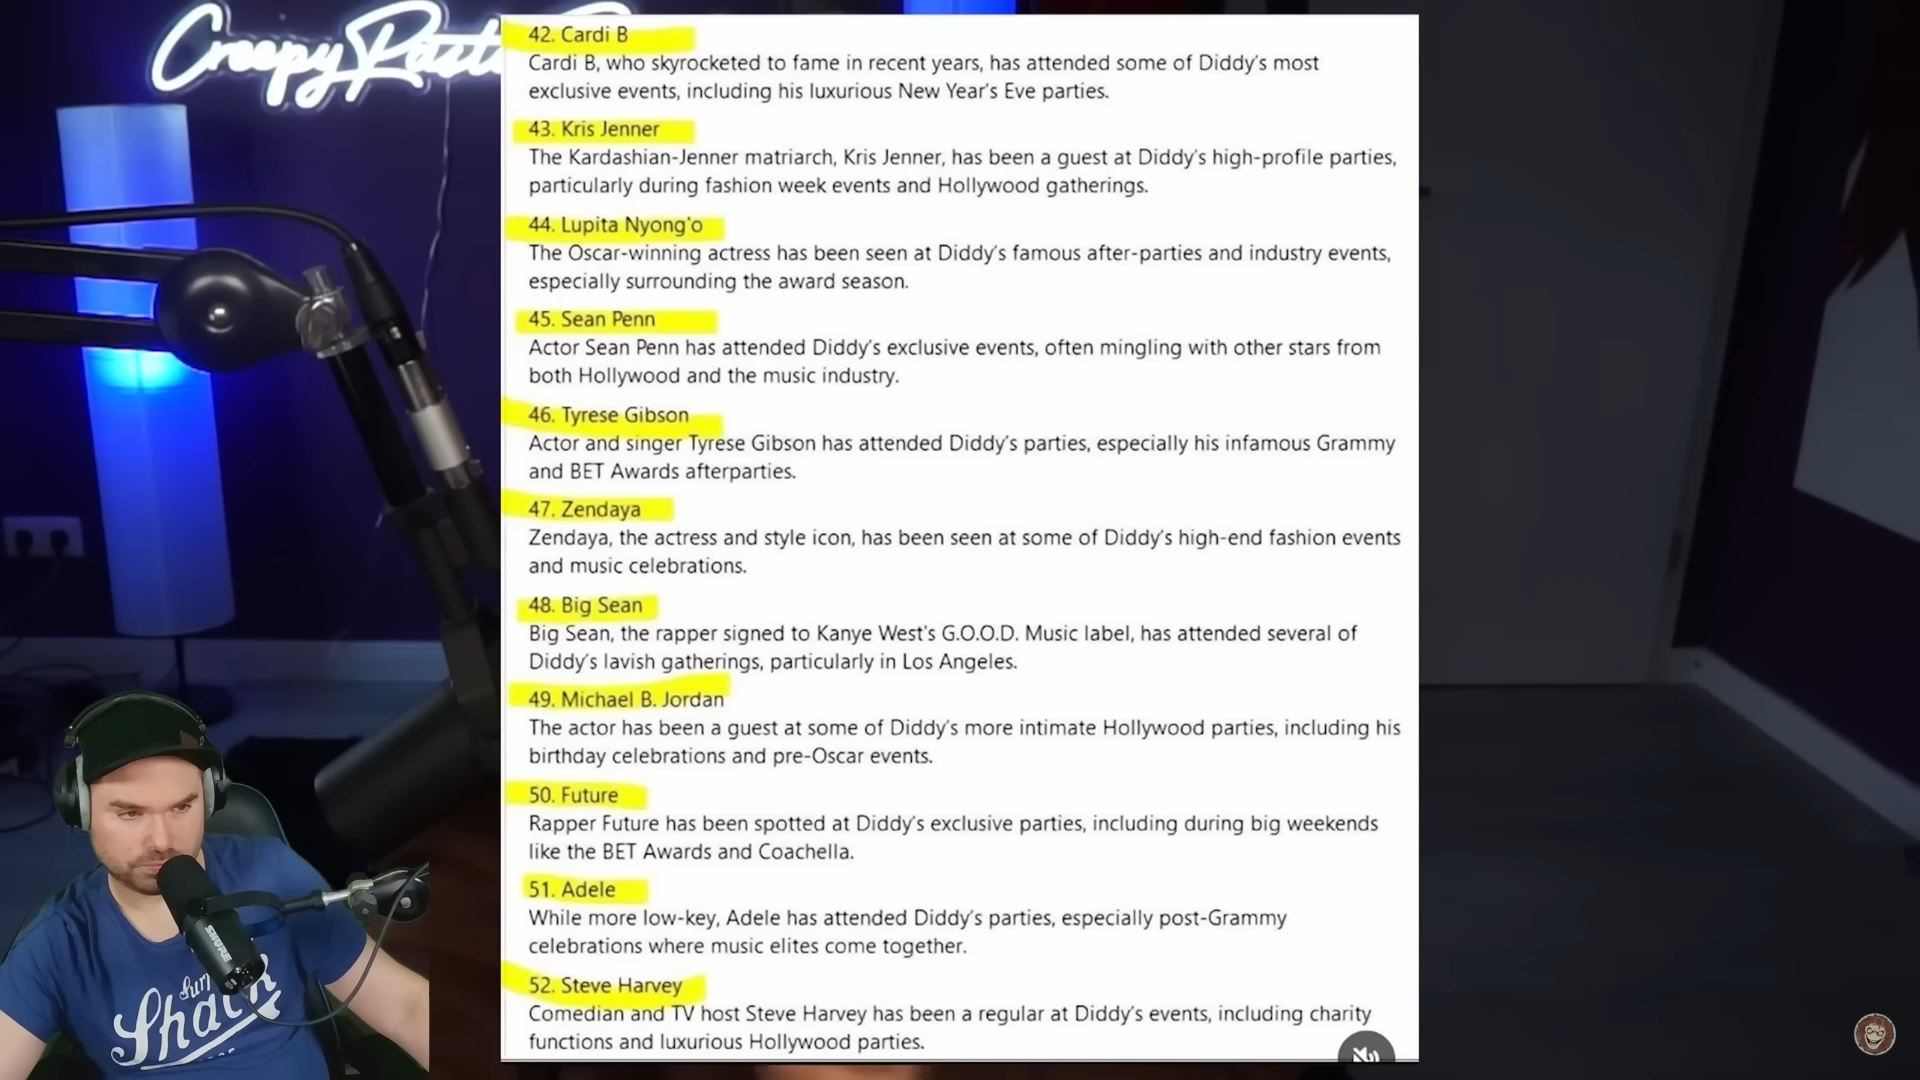 Creepy Past
42. Cardi B
Cardi B, who skyrocketed to fame in recent years, has attended some of Diddy's most
exclusive events, including his luxurious New Year's Eve parties.
43. Kris Jenner
The Kardashian-Jenner matriarch, Kris Jenner, has been a guest at Diddy's high-profile parties,
particularly during fashion week events and Hollywood gatherings.
44. Lupita Nyong'o
The Oscar-winning actress has been seen at Diddy's famous after-parties and industry events,
especially surrounding the award season.
45. Sean Penn
Actor Sean Penn has attended Diddy's exclusive events, often mingling with other stars from
both Hollywood and the music industry.
46. Tyrese Gibson
Actor and singer Tyrese Gibson has attended Diddy's parties, especially his infamous Grammy
and BET Awards afterparties.
47. Zendaya
Zendaya, the actress and style icon, has been seen at some of Diddy's high-end fashion events
and music celebrations.
48. Big Sean
Big Sean, the rapper signed to Kanye West's G.O.O.D. Music label, has attended several of
Diddy's lavish gatherings, particularly in Los Angeles.
49. Michael B. Jordan
The actor has been a guest at some of Diddy's more intimate Hollywood parties, including his
birthday celebrations and pre-Oscar events.
50. Future
Rapper Future has been spotted at Diddy's exclusive parties, including during big weekends
like the BET Awards and Coachella.
51. Adele
While more low-key, Adele has attended Diddy's parties, especially post-Grammy
celebrations where music elites come together.
52. Steve Harvey
Comedian and TV host Steve Harvey has been a regular at Diddy's events, including charity
functions and luxurious Hollywood parties.
SHURE
Shack